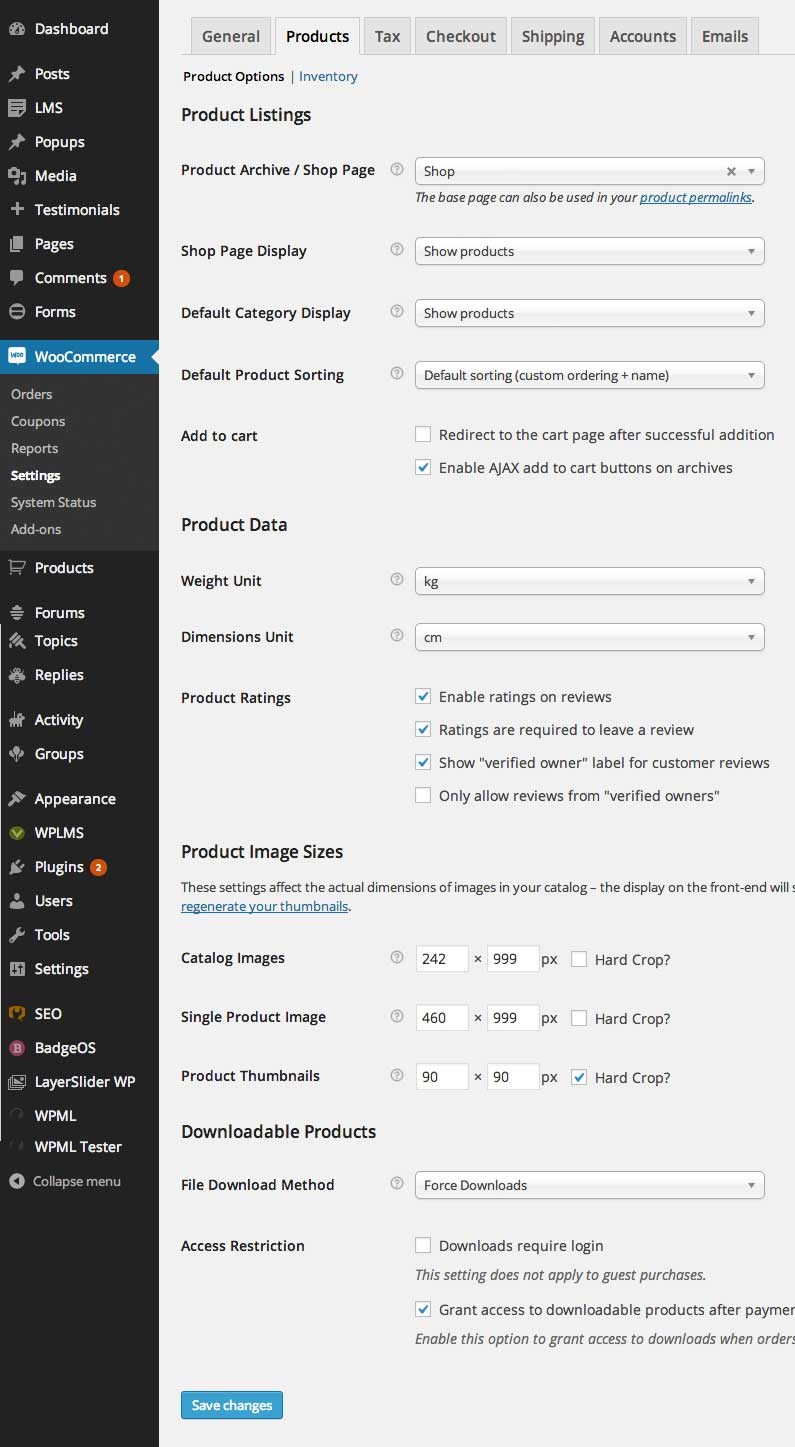 Dashboard
Posts
LMS
Popups
Media
Testimonials
Pages
Comments 1
Forms
WooCommerce
Orders
Coupons
Reports
Settings
System Status
Add-ons
Products
Forums
Topics
Replies
Activity
Groups
Appearance
WPLMS
Plugins 2
Users
Tools
Settings
SEO
BadgeOS
LayerSlider WP
WPML
WPML Tester
Collapse menu
General Products Tax Checkout Shipping Accounts Emails
Product Options | Inventory
Product Listings
Product Archive / Shop Page ? Shop ×
The base page can also be used in your product permalinks.
Shop Page Display ? Show products
Default Category Display ? Show products
Default Product Sorting ? Default sorting (custom ordering + name)
Add to cart Redirect to the cart page after successful addition
Enable AJAX add to cart buttons on archives
Product Data
Weight Unit ? kg
Dimensions Unit ? cm
Product Ratings Enable ratings on reviews
Ratings are required to leave a review
Show "verified owner" label for customer reviews
Only allow reviews from "verified owners"
Product Image Sizes
These settings affect the actual dimensions of images in your catalog – the display on the front-end will s
regenerate your thumbnails.
Catalog Images ? 242 × 999 px Hard Crop?
Single Product Image ? 460 × 999 px Hard Crop?
Product Thumbnails ? 90 × 90 px Hard Crop?
Downloadable Products
File Download Method ? Force Downloads
Access Restriction Downloads require login
This setting does not apply to guest purchases.
Grant access to downloadable products after paymen
Enable this option to grant access to downloads when orders
Save changes